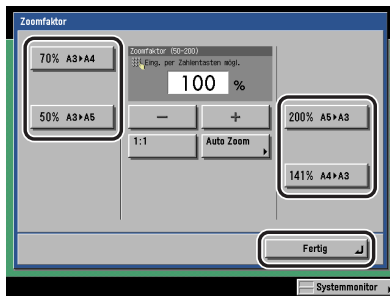 Zoomfaktor
70% A3▶A4
50% A3▶A5
Zoomfaktor (50-200)
Eing. per Zahlentasten mögl.
100 %
− +
1:1 Auto Zoom
200% A5▶A3
141% A4▶A3
Fertig
Systemmonitor